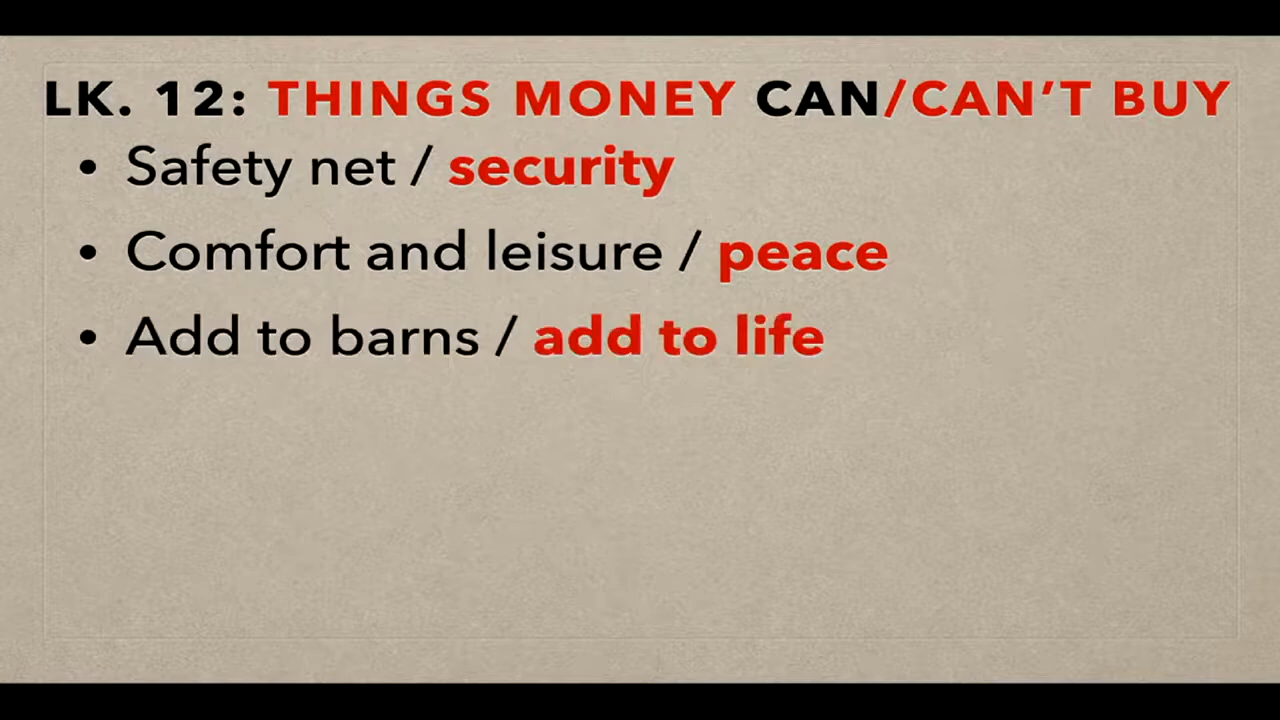 LK. 12: THINGS MONEY CAN/CAN’T BUY
• Safety net / security
• Comfort and leisure / peace
• Add to barns / add to life